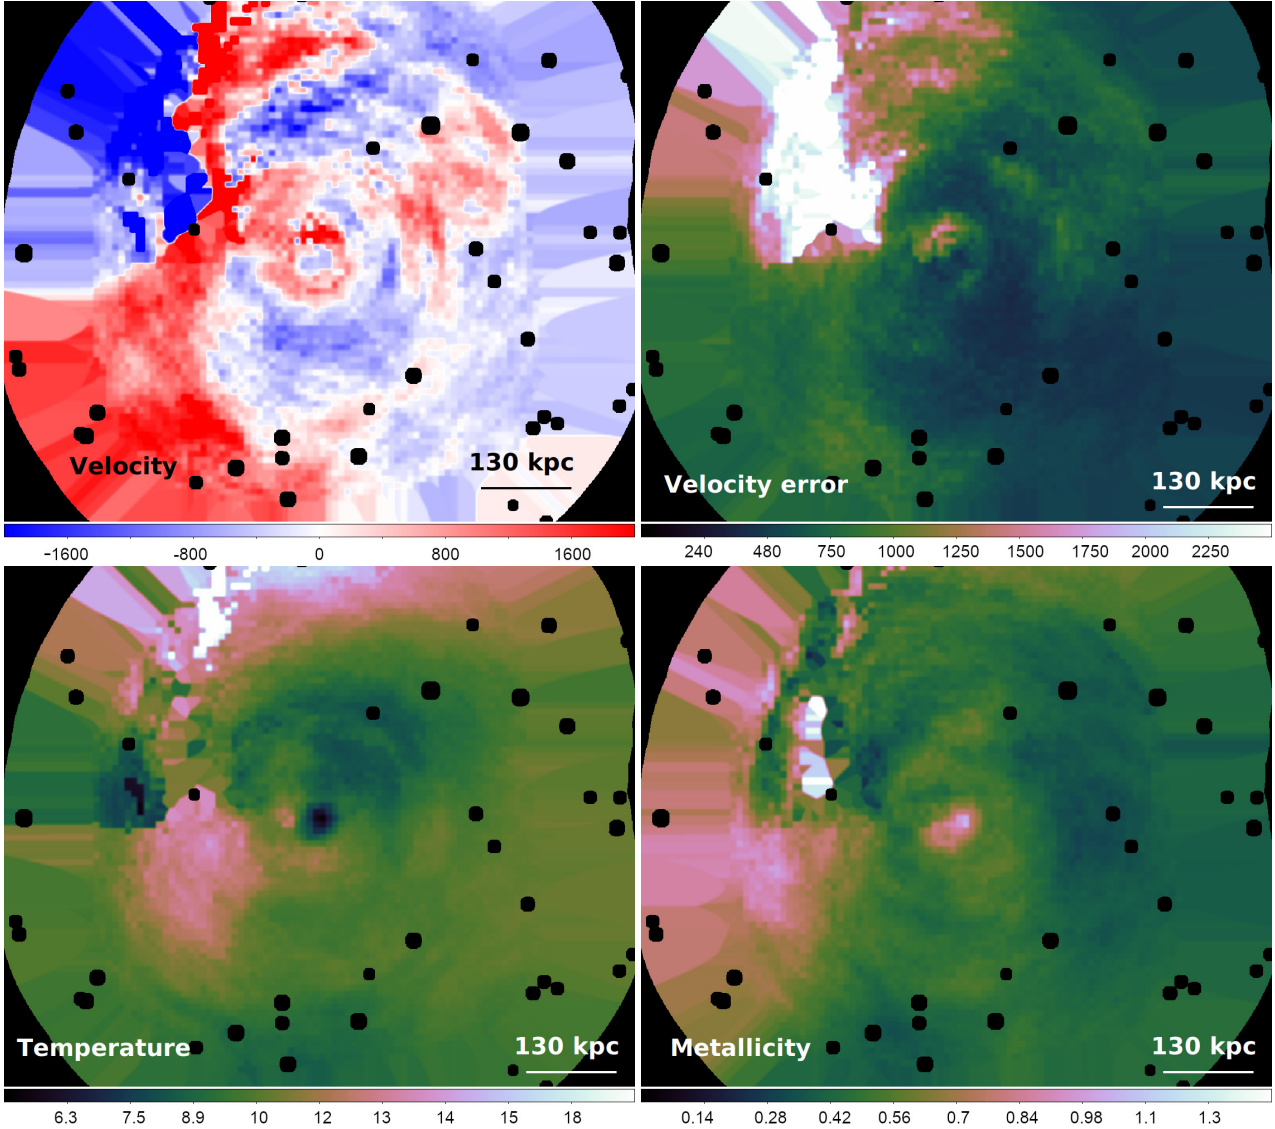 Velocity
130 kpc
-1600 -800 0 800 1600
Velocity error
130 kpc
240 480 750 1000 1250 1500 1750 2000 2250
Temperature
130 kpc
6.3 7.5 8.9 10 12 13 14 15 18
Metallicity
130 kpc
0.14 0.28 0.42 0.56 0.7 0.84 0.98 1.1 1.3